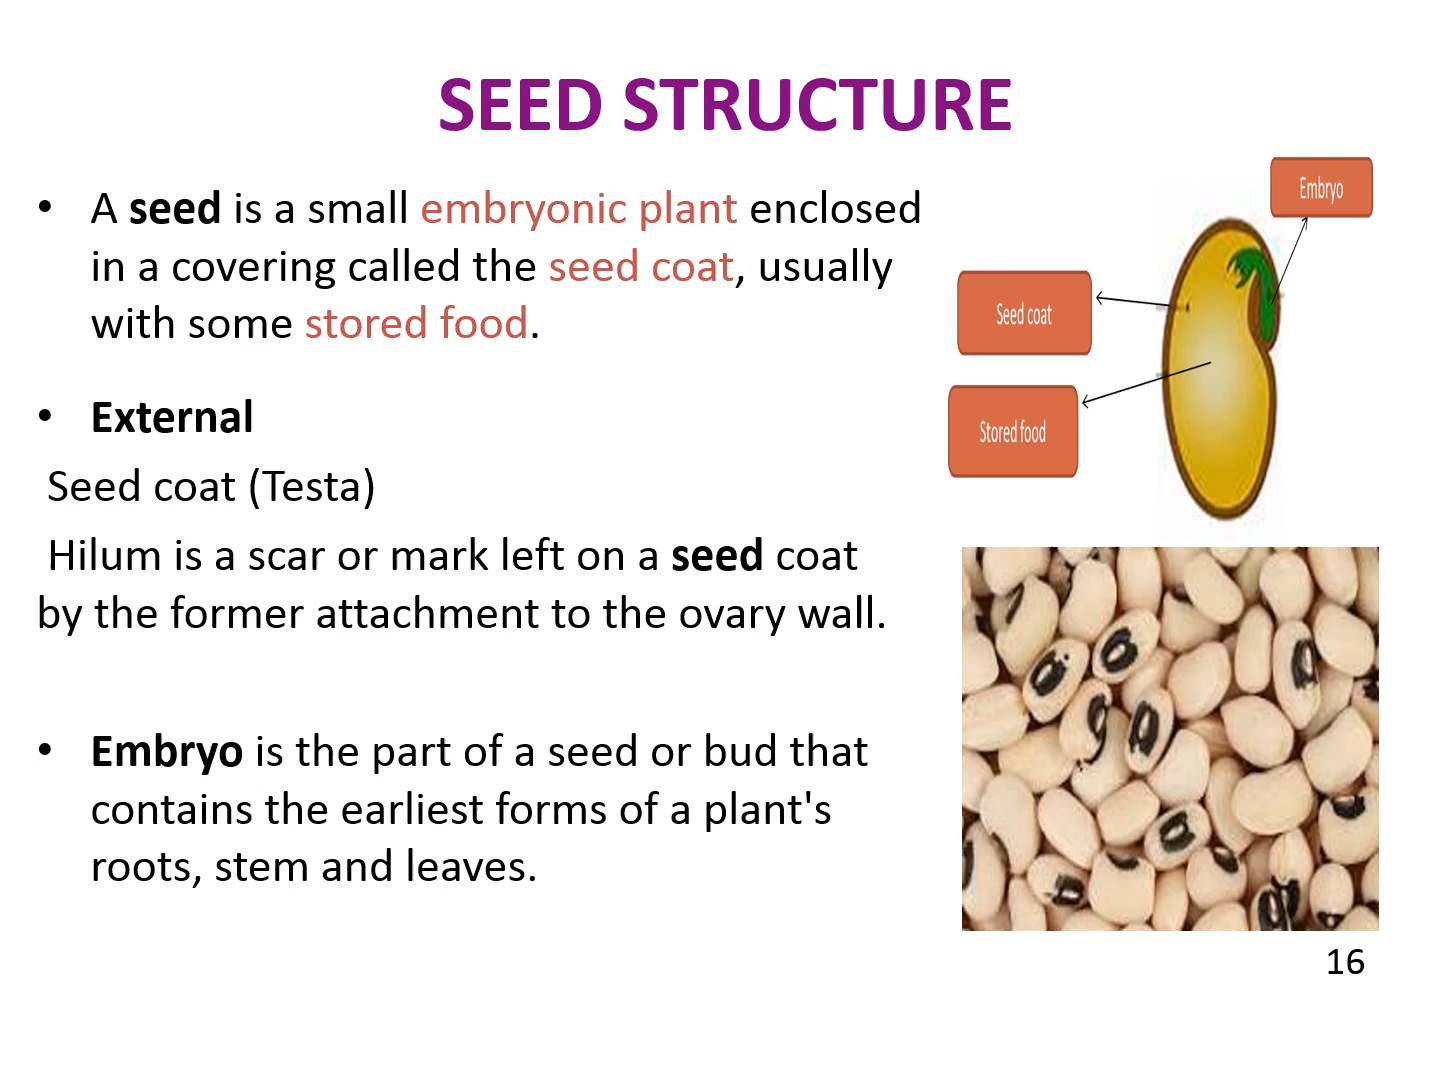 SEED STRUCTURE
• A seed is a small embryonic plant enclosed
in a covering called the seed coat, usually
with some stored food.
• External
Seed coat (Testa)
Hilum is a scar or mark left on a seed coat
by the former attachment to the ovary wall.
• Embryo is the part of a seed or bud that
contains the earliest forms of a plant's
roots, stem and leaves.
Embryo
Seed coat
Stored food
16